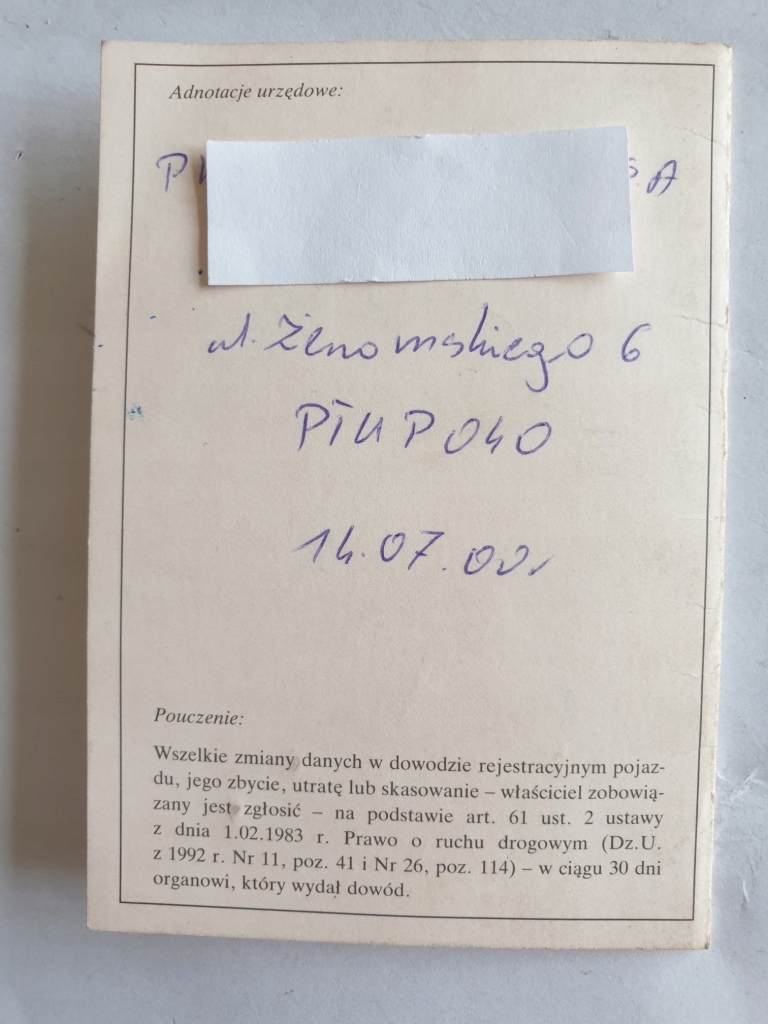 Adnotacje urzędowe:
ul. Żeromskiego 6
14.07.00r
Pouczenie:
Wszelkie zmiany danych w dowodzie rejestracyjnym pojaz-
du, jego zbycie, utratę lub skasowanie – właściciel zobowią-
zany jest zgłosić – na podstawie art. 61 ust. 2 ustawy
z dnia 1.02.1983 r. Prawo o ruchu drogowym (Dz.U.
z 1992 r. Nr 11, poz. 41 i Nr 26, poz. 114) – w ciągu 30 dni
organowi, który wydał dowód.